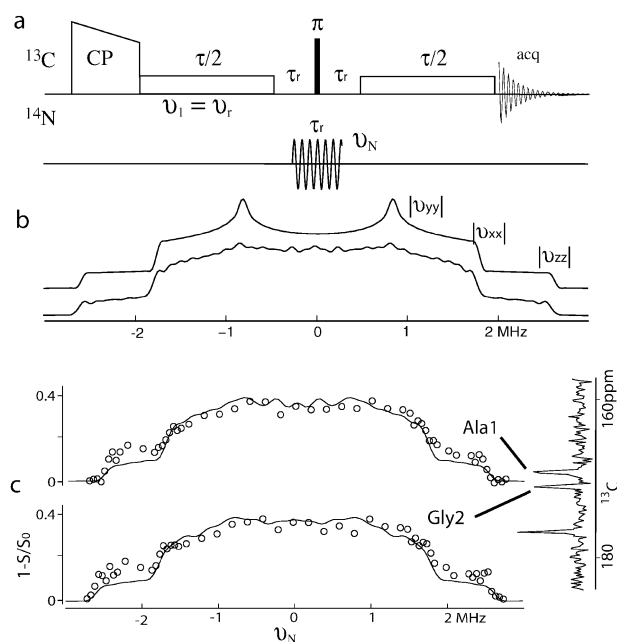 a
π
¹³C
CP
τ/2
τr
τr
τ/2
acq
υ₁ = υr
¹⁴N
τr
υN
b
|υyy|
|υxx|
|υzz|
-2 -1 0 1 2 MHz
c
0.4
0.2
0
0.4
0
1-S/S₀
-2 -1 0 1 2 MHz
υN
Ala1
Gly2
160ppm
¹³C
180